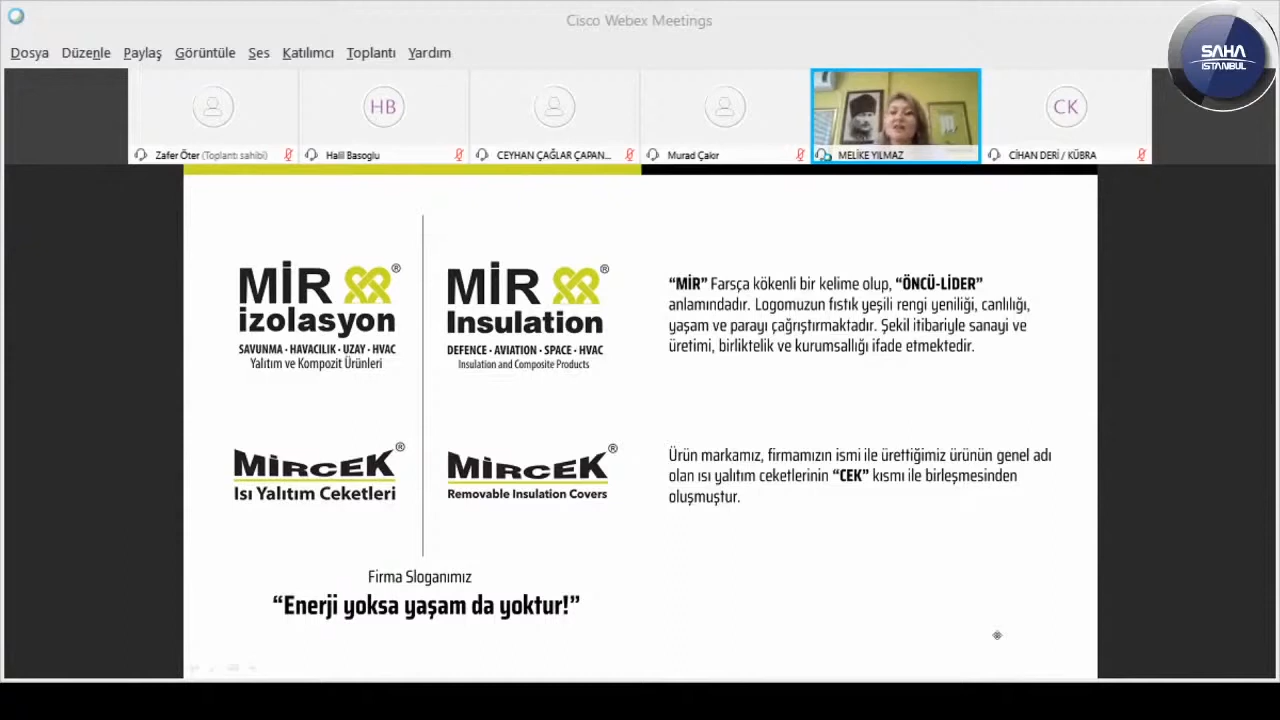 Cisco Webex Meetings
SAHA
İSTANBUL
Dosya Düzenle Paylaş Görüntüle Ses Katılımcı Toplantı Yardım
HB
CK
Zafer Öter (Toplantı sahibi)
Halil Basoglu
CEYHAN ÇAĞLAR ÇAPAN...
Murad Çakır
MELİKE YILMAZ
CİHAN DERİ / KÜBRA
MİR ®
izolasyon
SAVUNMA · HAVACILIK · UZAY · HVAC
Yalıtım ve Kompozit Ürünleri
MİR ®
Insulation
DEFENCE · AVIATION · SPACE · HVAC
Insulation and Composite Products
“MİR” Farsça kökenli bir kelime olup, “ÖNCÜ-LİDER”
anlamındadır. Logomuzun fıstık yeşili rengi yeniliği, canlılığı,
yaşam ve parayı çağrıştırmaktadır. Şekil itibariyle sanayi ve
üretimi, birliktelik ve kurumsallığı ifade etmektedir.
MİRCEK ®
Isı Yalıtım Ceketleri
MİRCEK ®
Removable Insulation Covers
Ürün markamız, firmamızın ismi ile ürettiğimiz ürünün genel adı
olan ısı yalıtım ceketlerinin “CEK” kısmı ile birleşmesinden
oluşmuştur.
Firma Sloganımız
“Enerji yoksa yaşam da yoktur!”